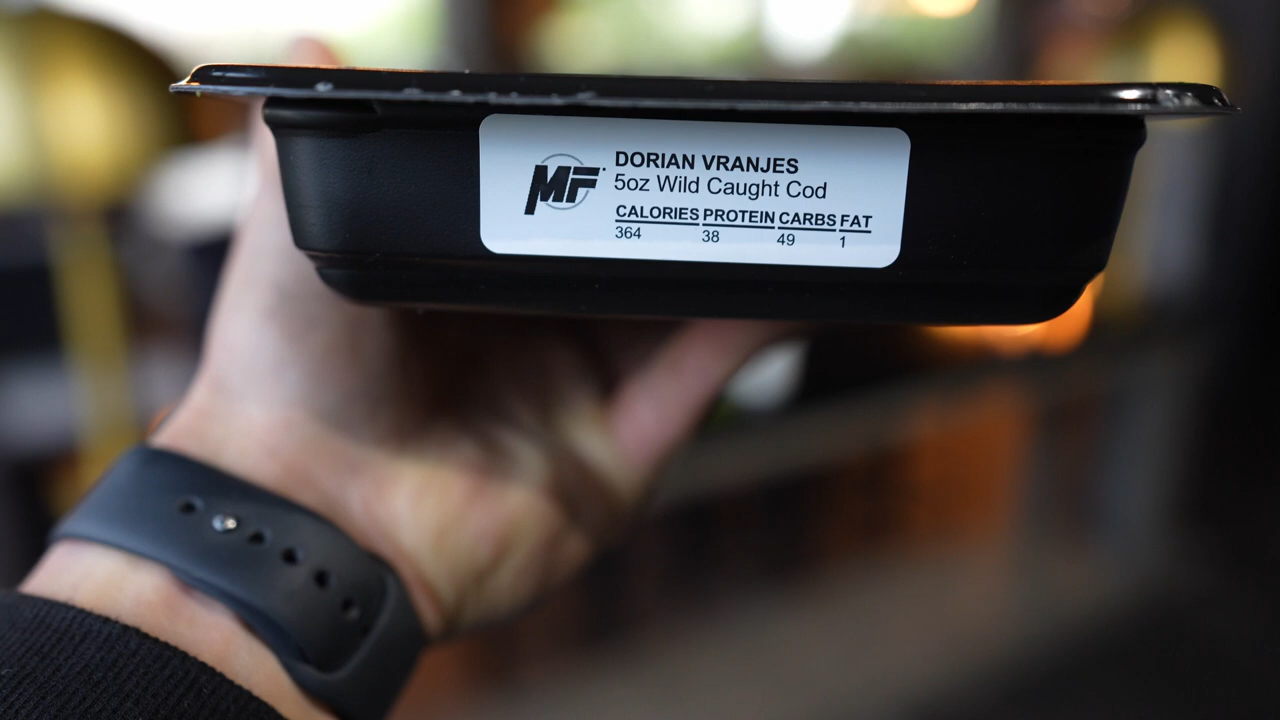 MF
DORIAN VRANJES
5oz Wild Caught Cod
CALORIES PROTEIN CARBS FAT
364 38 49 1